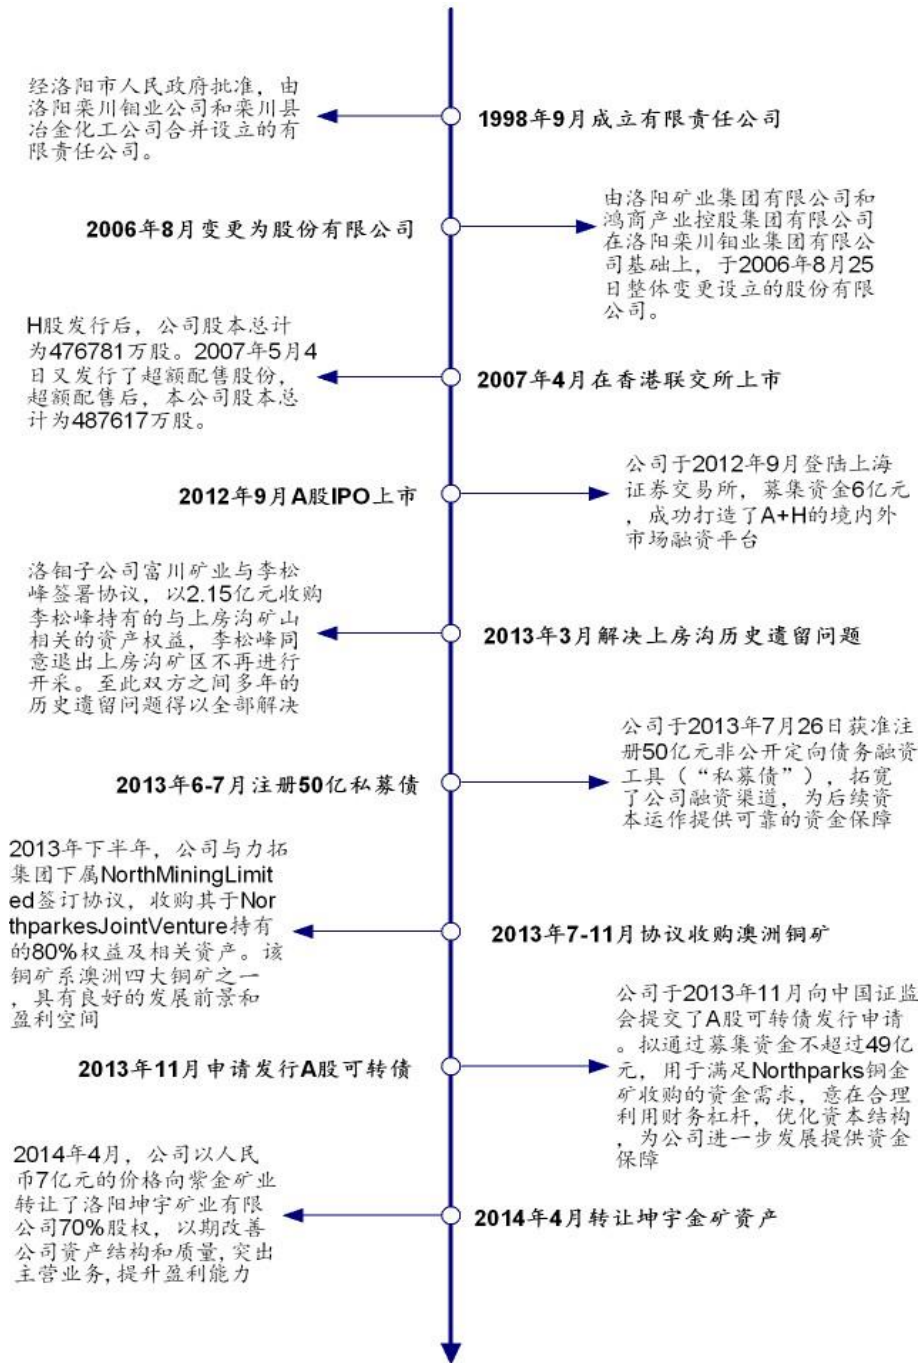 经洛阳市人民政府批准，由
洛阳栾川钼业公司和栾川县
冶金化工公司合并设立的有
限责任公司。
1998年9月成立有限责任公司
2006年8月变更为股份有限公司
由洛阳矿业集团有限公司和
鸿商产业控股集团有限公司
在洛阳栾川钼业集团有限公
司基础上，于2006年8月25
日整体变更设立的股份有限
公司。
H股发行后，公司股本总计
为476781万股。2007年5月4
日又发行了超额配售股份，
超额配售后，本公司股本总
计为487617万股。
2007年4月在香港联交所上市
2012年9月A股IPO上市
公司于2012年9月登陆上海
证券交易所，募集资金6亿元
，成功打造了A+H的境内外
市场融资平台
洛钼子公司富川矿业与李松
峰签署协议，以2.15亿元收购
李松峰持有的与上房沟矿山
相关的资产权益，李松峰同
意退出上房沟矿区不再进行
开采。至此双方之间多年的
历史遗留问题得以全部解决
2013年3月解决上房沟历史遗留问题
2013年6-7月注册50亿私募债
公司于2013年7月26日获准注
册50亿元非公开定向债务融资
工具（“私募债”），拓宽
了公司融资渠道，为后续资
本运作提供可靠的资金保障
2013年下半年，公司与力拓
集团下属NorthMiningLimit
ed签订协议，收购其于Nor
thparkesJointVenture持有
的80%权益及相关资产。该
铜矿系澳洲四大铜矿之一
，具有良好的发展前景和
盈利空间
2013年7-11月协议收购澳洲铜矿
2013年11月申请发行A股可转债
公司于2013年11月向中国证监
会提交了A股可转债发行申请
。拟通过募集资金不超过49亿
元，用于满足Northparks铜金
矿收购的资金需求，意在合理
利用财务杠杆，优化资本结构
，为公司进一步发展提供资金
保障
2014年4月，公司以人民
币7亿元的价格向紫金矿业
转让了洛阳坤宇矿业有限
公司70%股权，以期改善
公司资产结构和质量,突出
主营业务,提升盈利能力
2014年4月转让坤宇金矿资产